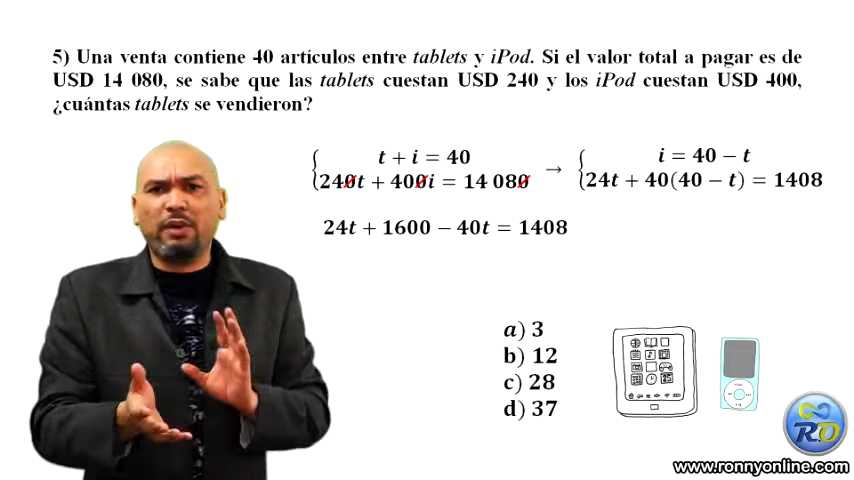 5) Una venta contiene 40 artículos entre tablets y iPod. Si el valor total a pagar es de
USD 14 080, se sabe que las tablets cuestan USD 240 y los iPod cuestan USD 400,
¿cuántas tablets se vendieron?
t + i = 40
240t + 400i = 14 080
→
i = 40 − t
24t + 40(40 − t) = 1408
24t + 1600 − 40t = 1408
a) 3
b) 12
c) 28
d) 37
RO
www.ronnyonline.com